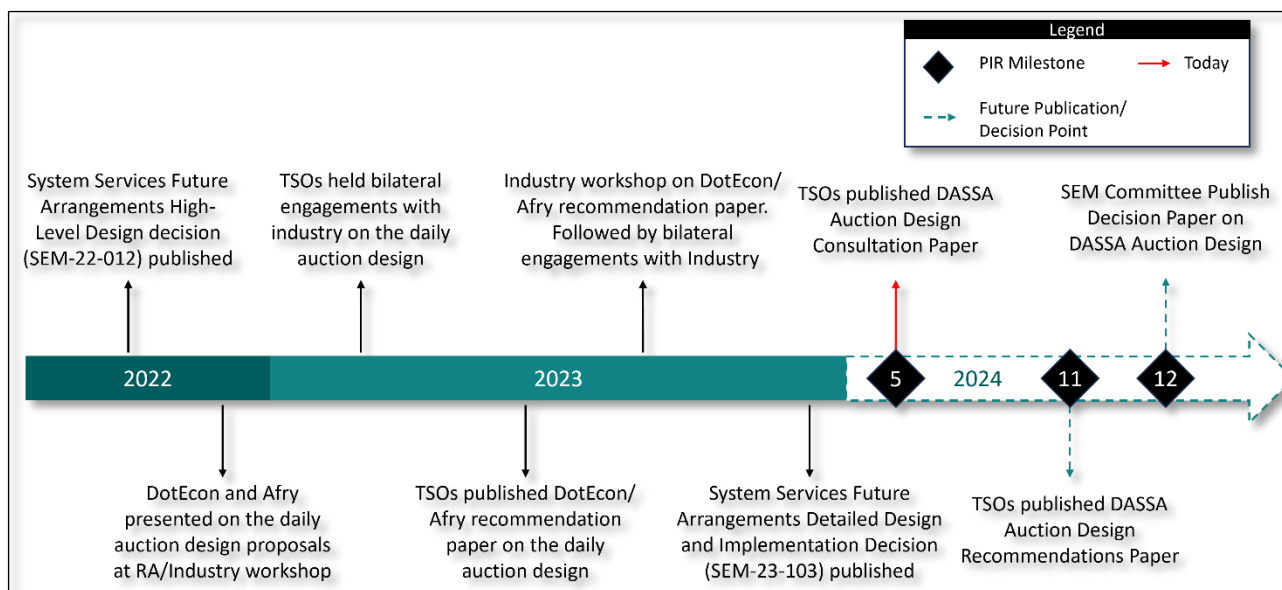 Legend
PIR Milestone
Today
Future Publication/
Decision Point
System Services Future
Arrangements High-
Level Design decision
(SEM-22-012) published
TSOs held bilateral
engagements with
industry on the daily
auction design
Industry workshop on DotEcon/
Afry recommendation paper.
Followed by bilateral
engagements with Industry
TSOs published DASSA
Auction Design
Consultation Paper
SEM Committee Publish
Decision Paper on
DASSA Auction Design
2022
2023
5
2024
11
12
DotEcon and Afry
presented on the daily
auction design proposals
at RA/Industry workshop
TSOs published DotEcon/
Afry recommendation
paper on the daily
auction design
System Services Future
Arrangements Detailed Design
and Implementation Decision
(SEM-23-103) published
TSOs published DASSA
Auction Design
Recommendations Paper